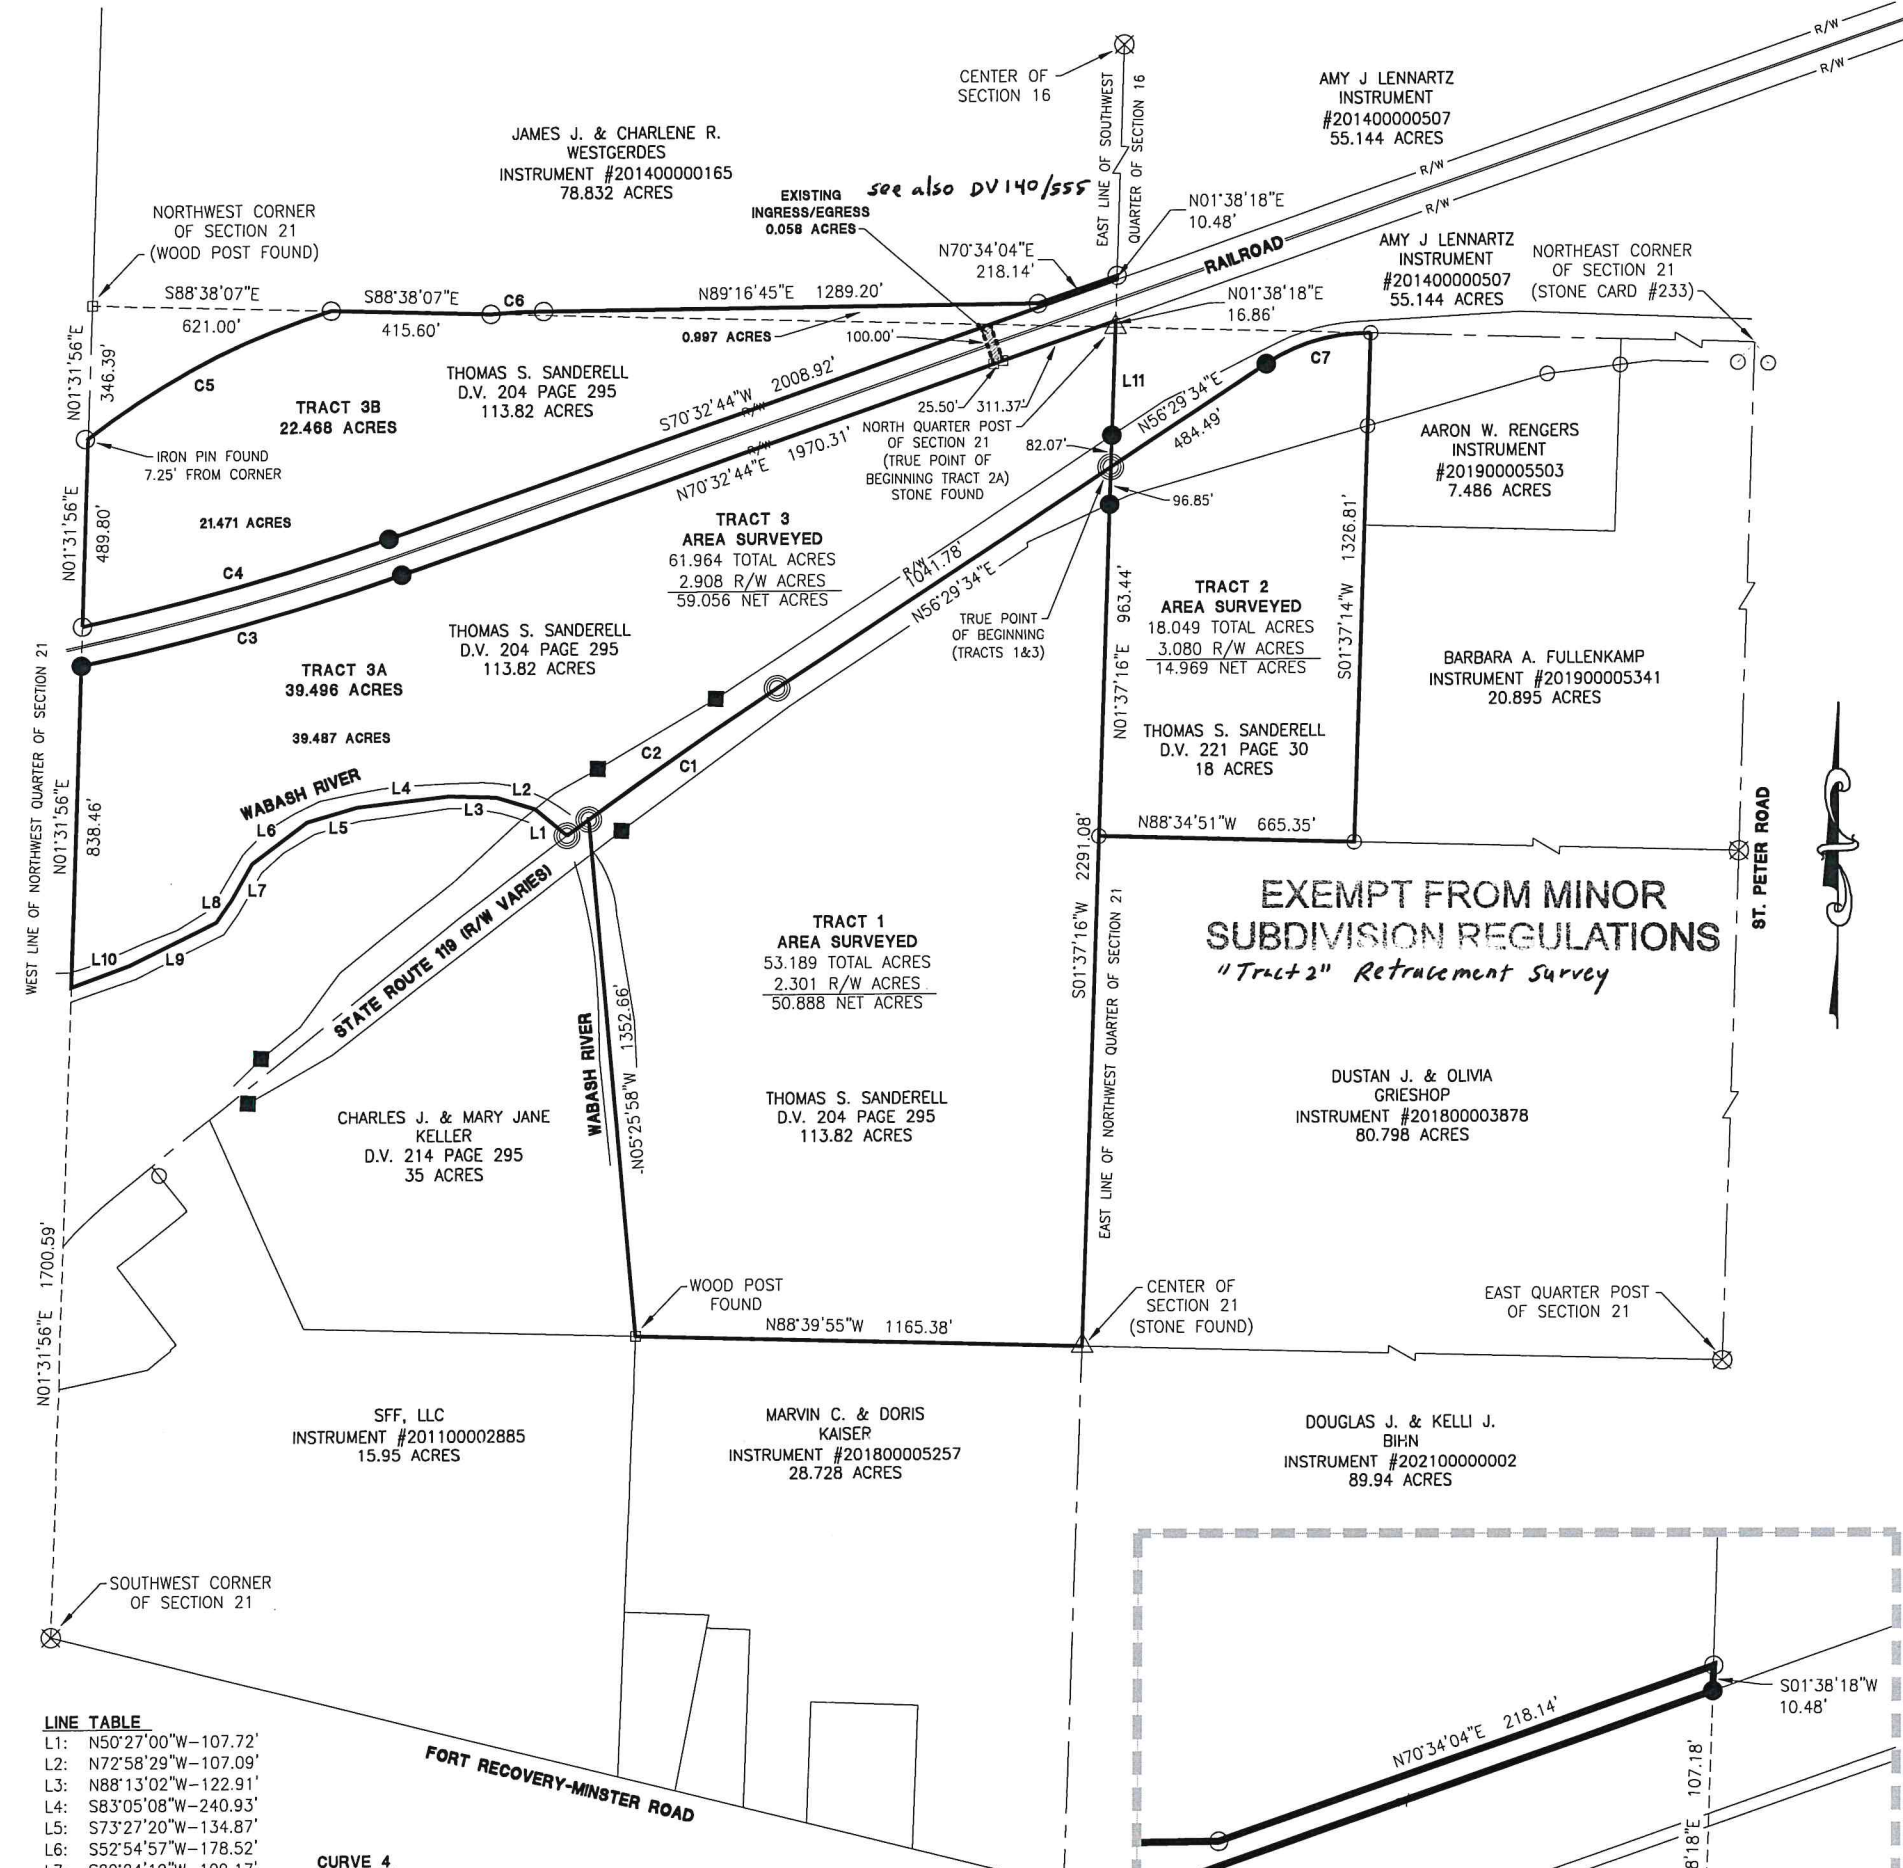 CENTER OF
SECTION 16
EAST LINE OF SOUTHWEST
QUARTER OF SECTION 16
AMY J LENNARTZ
INSTRUMENT
#201400000507
55.144 ACRES
R/W
R/W
R/W
R/W
JAMES J. & CHARLENE R.
WESTGERDES
INSTRUMENT #201400000165
78.832 ACRES
EXISTING
INGRESS/EGRESS
0.058 ACRES
see also DV 140/555
N01°38'18"E
10.48'
N70°34'04"E
218.14'
RAILROAD
R/W
AMY J LENNARTZ
INSTRUMENT
#201400000507
55.144 ACRES
NORTHEAST CORNER
OF SECTION 21
(STONE CARD #233)
NORTHWEST CORNER
OF SECTION 21
(WOOD POST FOUND)
S88°38'07"E
621.00'
S88°38'07"E
415.60'
C6
N89°16'45"E 1289.20'
0.997 ACRES
100.00'
N01°38'18"E
16.86'
N01°31'56"E
346.39'
C5
THOMAS S. SANDERELL
D.V. 204 PAGE 295
113.82 ACRES
TRACT 3B
22.468 ACRES
S70°32'44"W 2008.92'
R/W
R/W
N70°32'44"E 1970.31'
25.50'
311.37'
NORTH QUARTER POST
OF SECTION 21
(TRUE POINT OF
BEGINNING TRACT 2A)
STONE FOUND
L11
C7
N56°29'34"E
484.49'
82.07'
96.85'
AARON W. RENGERS
INSTRUMENT
#201900005503
7.486 ACRES
IRON PIN FOUND
7.25' FROM CORNER
21.471 ACRES
N01°31'56"E
489.80'
C4
C3
TRACT 3
AREA SURVEYED
61.964 TOTAL ACRES
2.908 R/W ACRES
59.056 NET ACRES
R/W
1041.78'
N56°29'34"E
TRUE POINT
OF BEGINNING
(TRACTS 1&3)
N01°37'16"E 963.44'
TRACT 2
AREA SURVEYED
18.049 TOTAL ACRES
3.080 R/W ACRES
14.969 NET ACRES
S01°37'14"W 1326.81'
THOMAS S. SANDERELL
D.V. 204 PAGE 295
113.82 ACRES
TRACT 3A
39.496 ACRES
39.487 ACRES
BARBARA A. FULLENKAMP
INSTRUMENT #201900005341
20.895 ACRES
THOMAS S. SANDERELL
D.V. 221 PAGE 30
18 ACRES
WEST LINE OF NORTHWEST QUARTER OF SECTION 21
N01°31'56"E
838.46'
WABASH RIVER
L4
L2
L3
L6
L5
L1
L8
L7
L10
L9
C2
C1
N88°34'51"W 665.35'
ST. PETER ROAD
STATE ROUTE 119 (R/W VARIES)
EXEMPT FROM MINOR
SUBDIVISION REGULATIONS
"Tract 2" Retracement Survey
TRACT 1
AREA SURVEYED
53.189 TOTAL ACRES
2.301 R/W ACRES
50.888 NET ACRES
S01°37'16"W 2291.08'
EAST LINE OF NORTHWEST QUARTER OF SECTION 21
WABASH RIVER
N05°25'58"W 1352.66'
CHARLES J. & MARY JANE
KELLER
D.V. 214 PAGE 295
35 ACRES
THOMAS S. SANDERELL
D.V. 204 PAGE 295
113.82 ACRES
DUSTAN J. & OLIVIA
GRIESHOP
INSTRUMENT #201800003878
80.798 ACRES
N01°31'56"E 1700.59'
WOOD POST
FOUND
N88°39'55"W 1165.38'
CENTER OF
SECTION 21
(STONE FOUND)
EAST QUARTER POST
OF SECTION 21
SFF, LLC
INSTRUMENT #201100002885
15.95 ACRES
MARVIN C. & DORIS
KAISER
INSTRUMENT #201800005257
28.728 ACRES
DOUGLAS J. & KELLI J.
BIHN
INSTRUMENT #202100000002
89.94 ACRES
SOUTHWEST CORNER
OF SECTION 21
FORT RECOVERY-MINSTER ROAD
S01°38'18"W
10.48'
N70°34'04"E 218.14'
8'18"E 107.18'
LINE TABLE
L1: N50°27'00"W-107.72'
L2: N72°58'29"W-107.09'
L3: N88°13'02"W-122.91'
L4: S83°05'08"W-240.93'
L5: S73°27'20"W-134.87'
L6: S52°54'57"W-178.52'
CURVE 4